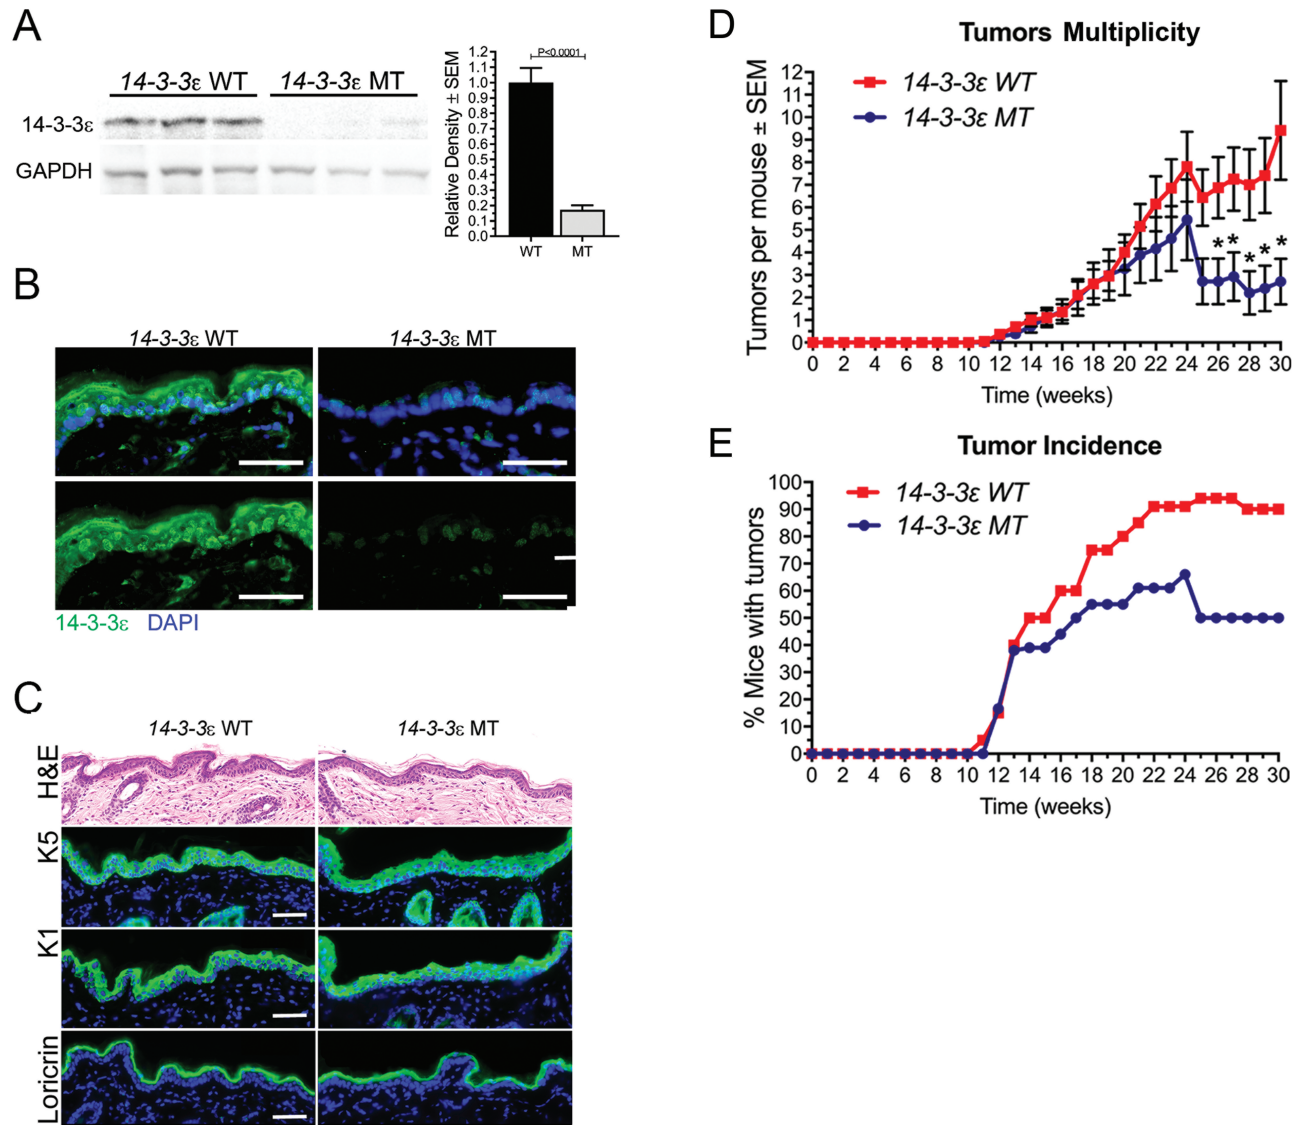 A
14-3-3ε WT 14-3-3ε MT
14-3-3ε
GAPDH
Relative Density ± SEM
1.2
1.1
1.0
0.9
0.8
0.7
0.6
0.5
0.4
0.3
0.2
0.1
0.0
P<0.0001
WT MT
B
14-3-3ε WT 14-3-3ε MT
14-3-3ε DAPI
C
14-3-3ε WT 14-3-3ε MT
H&E
K5
K1
Loricrin
D
Tumors Multiplicity
14-3-3ε WT
14-3-3ε MT
Tumors per mouse ± SEM
12
11
10
9
8
7
6
5
4
3
2
1
0
* * * * *
0 2 4 6 8 10 12 14 16 18 20 22 24 26 28 30
Time (weeks)
E
Tumor Incidence
14-3-3ε WT
14-3-3ε MT
% Mice with tumors
100
90
80
70
60
50
40
30
20
10
0
0 2 4 6 8 10 12 14 16 18 20 22 24 26 28 30
Time (weeks)